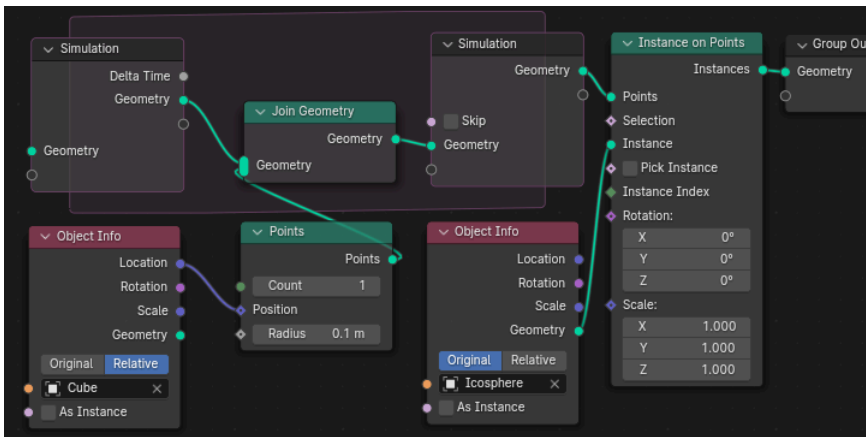 Simulation
Delta Time
Geometry
Geometry
Join Geometry
Geometry
Geometry
Simulation
Geometry
Skip
Geometry
Instance on Points
Instances
Points
Selection
Instance
Pick Instance
Instance Index
Rotation:
X 0°
Y 0°
Z 0°
Scale:
X 1.000
Y 1.000
Z 1.000
Group Ou
Geometry
Object Info
Location
Rotation
Scale
Geometry
Original Relative
Cube
As Instance
Points
Points
Count 1
Position
Radius 0.1 m
Object Info
Location
Rotation
Scale
Geometry
Original Relative
Icosphere
As Instance